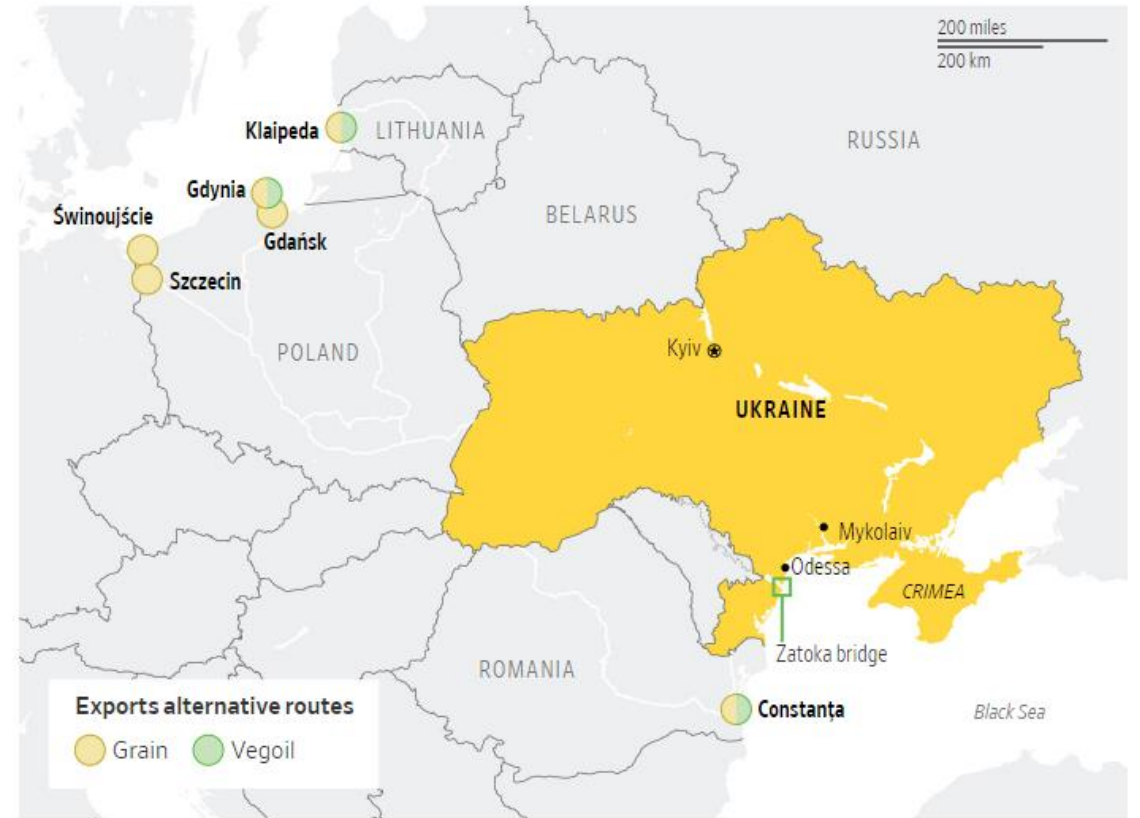 200 miles
200 km
Klaipeda
LITHUANIA
RUSSIA
Gdynia
Świnoujście
BELARUS
Gdańsk
Szczecin
POLAND
Kyiv
UKRAINE
Mykolaiv
Odessa
CRIMEA
Zatoka bridge
ROMANIA
Constanța
Black Sea
Exports alternative routes
Grain
Vegoil